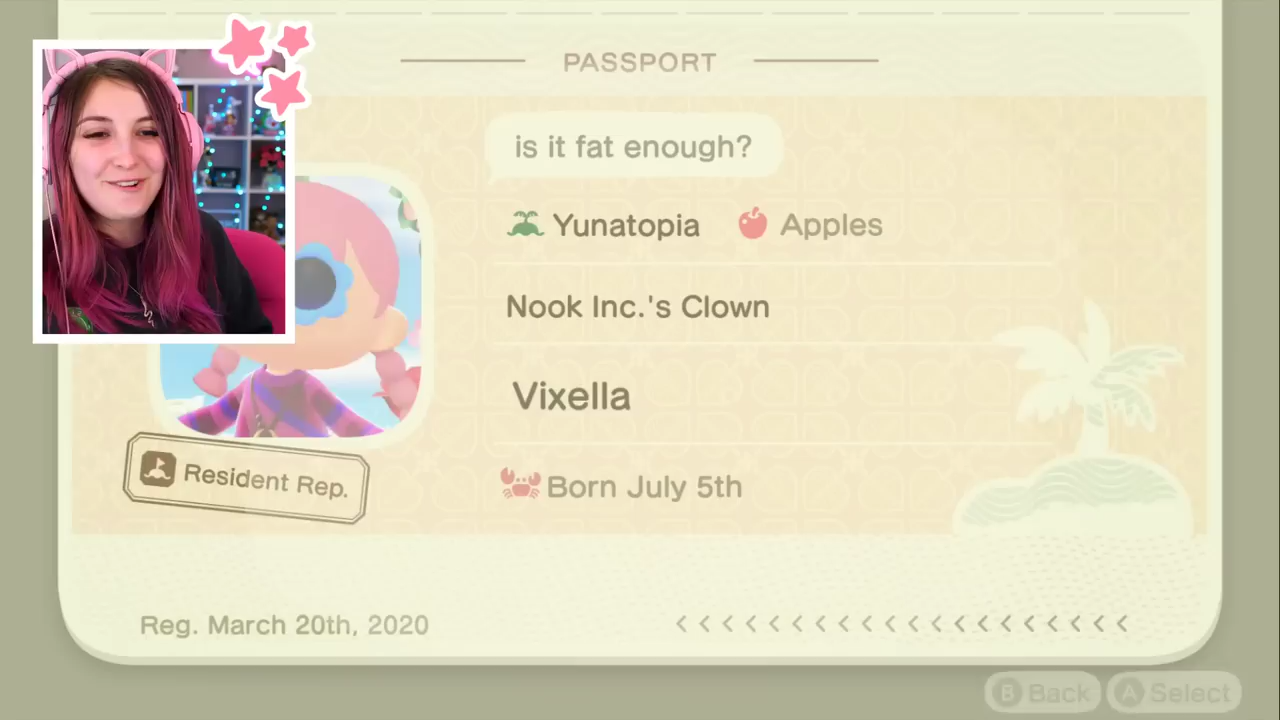 PASSPORT
is it fat enough?
Yunatopia Apples
Nook Inc.'s Clown
Vixella
Born July 5th
Resident Rep.
Reg. March 20th, 2020
< < < < < < < < < < < < < < < < < < < <
B Back A Select